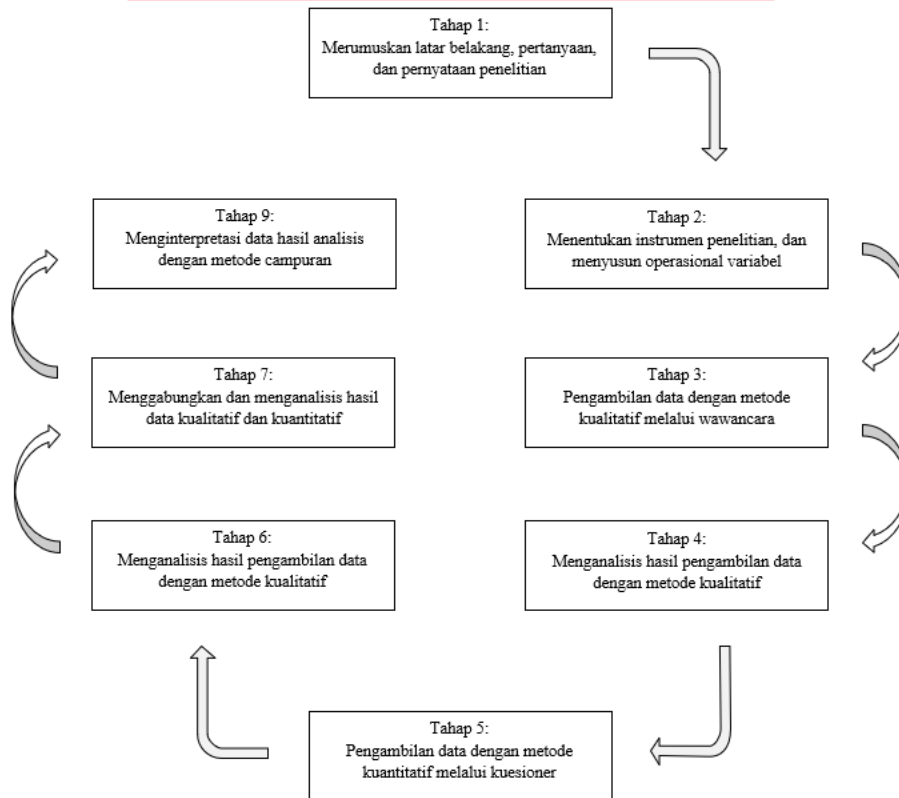 Tahap 1:
Merumuskan latar belakang, pertanyaan,
dan pernyataan penelitian
Tahap 2:
Menentukan instrumen penelitian, dan
menyusun operasional variabel
Tahap 3:
Pengambilan data dengan metode
kualitatif melalui wawancara
Tahap 4:
Menganalisis hasil pengambilan data
dengan metode kualitatif
Tahap 5:
Pengambilan data dengan metode
kuantitatif melalui kuesioner
Tahap 6:
Menganalisis hasil pengambilan data
dengan metode kualitatif
Tahap 7:
Menggabungkan dan menganalisis hasil
data kualitatif dan kuantitatif
Tahap 9:
Menginterpretasi data hasil analisis
dengan metode campuran